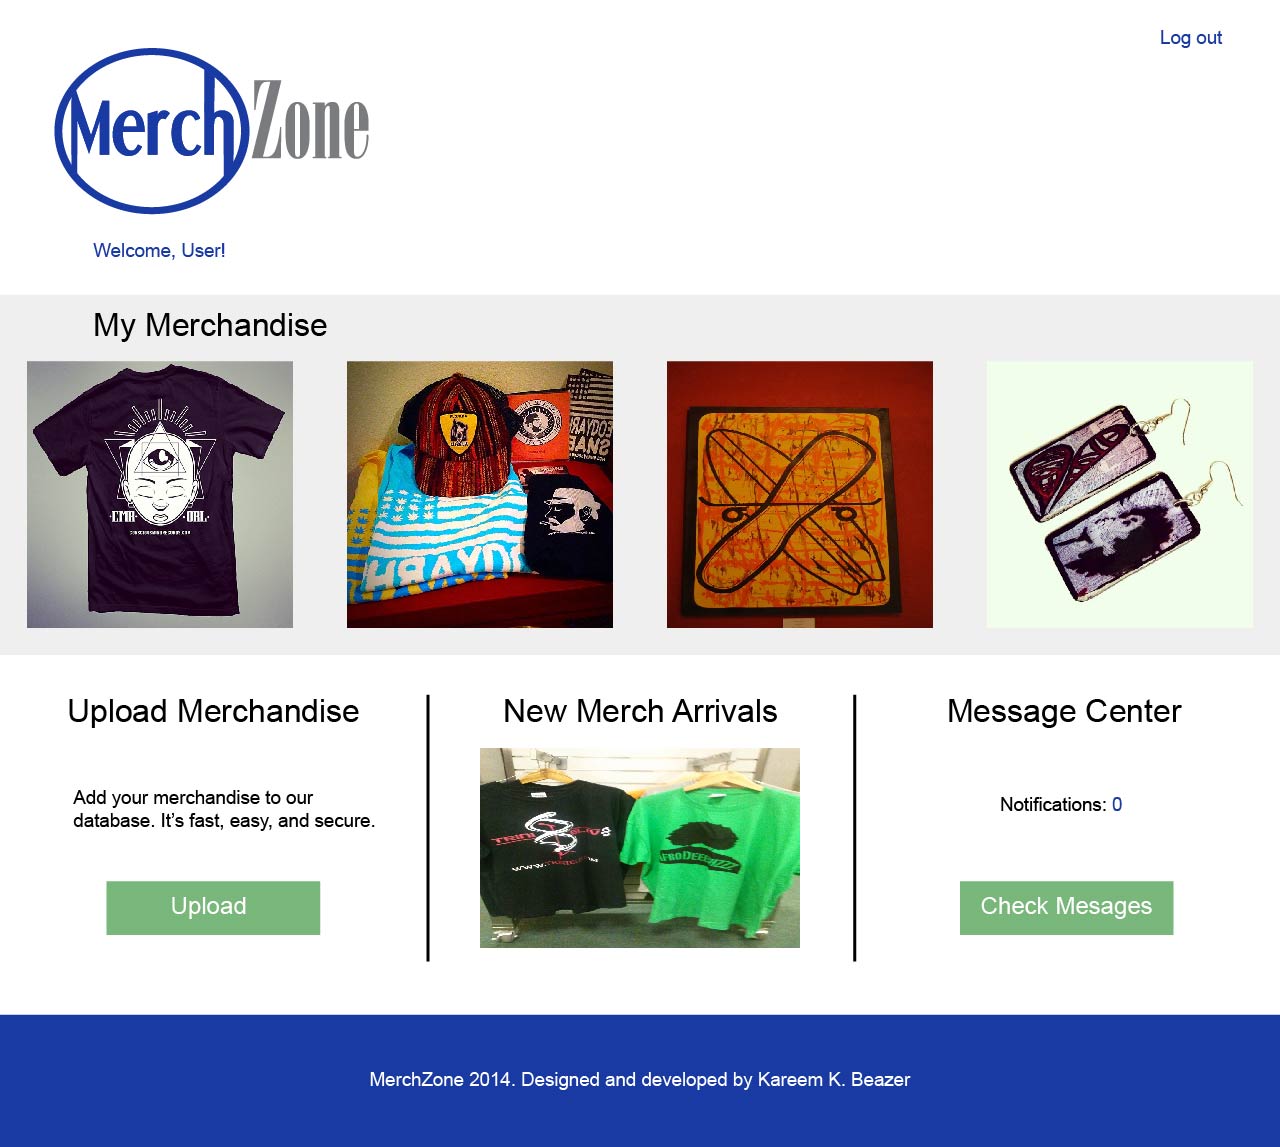 Log out
MerchZone
Welcome, User!
My Merchandise
EMA ORL
Upload Merchandise
New Merch Arrivals
Message Center
Add your merchandise to our
database. It’s fast, easy, and secure.
Notifications: 0
Upload
Check Mesages
MerchZone 2014. Designed and developed by Kareem K. Beazer